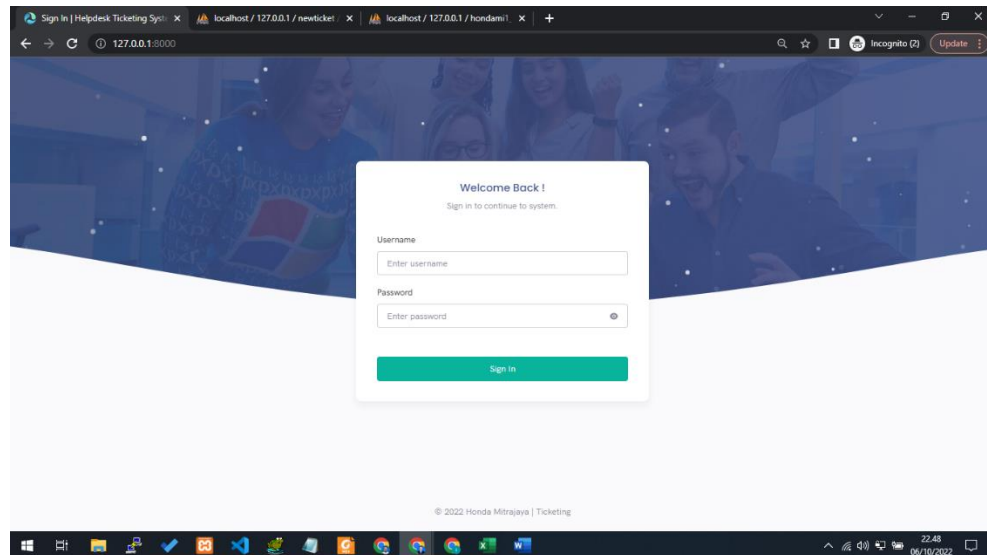 Sign In | Helpdesk Ticketing Syst
localhost / 127.0.0.1 / newticket /
localhost / 127.0.0.1 / hondami1_
127.0.0.1:8000
Incognito (2)
Update
Welcome Back !
Sign in to continue to system.
Username
Enter username
Password
Enter password
Sign In
© 2022 Honda Mitrajaya | Ticketing
22.48
06/10/2022